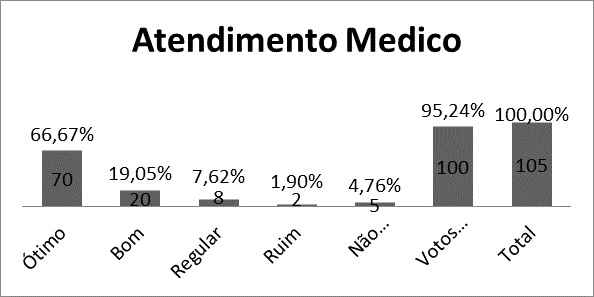 Atendimento Medico
66,67% 19,05% 7,62% 1,90% 4,76% 95,24% 100,00%
70 20 8 2 5 100 105
Ótimo Bom Regular Ruim Não... Votos... Total